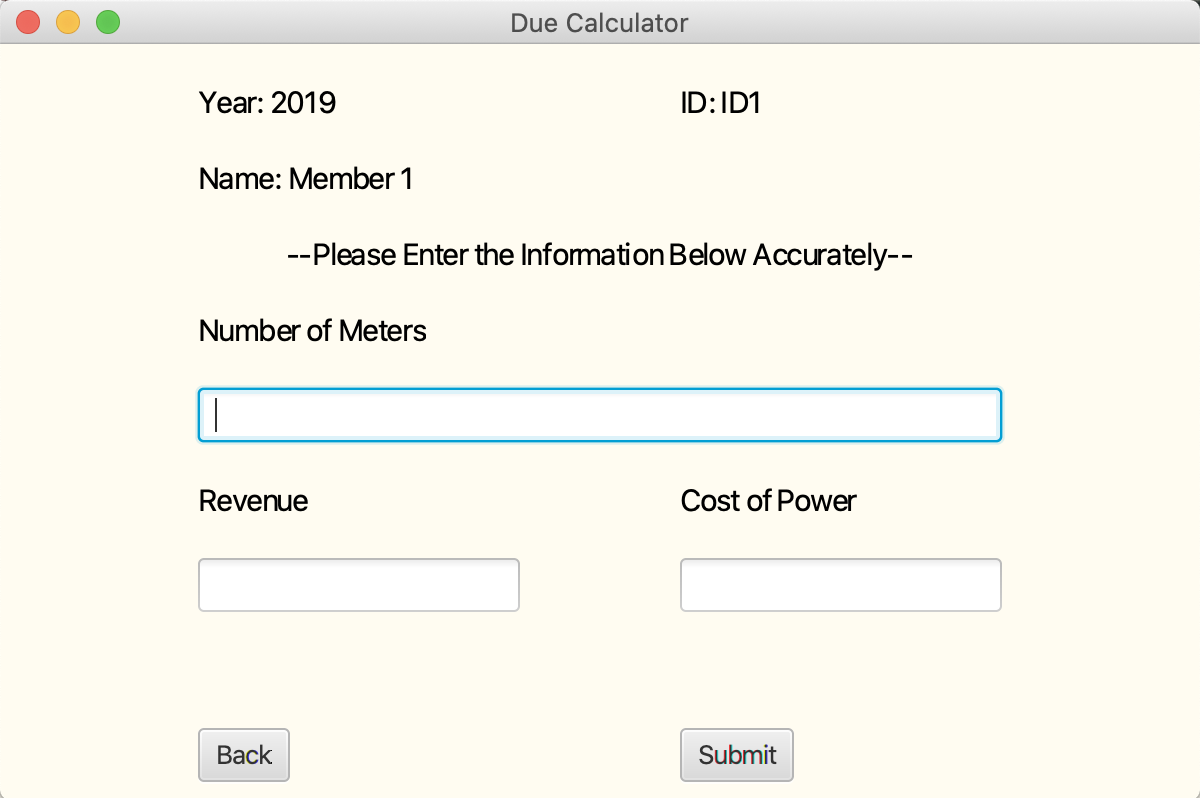 Due Calculator
Year: 2019 ID: ID1
Name: Member 1
--Please Enter the Information Below Accurately--
Number of Meters
Revenue Cost of Power
Back Submit